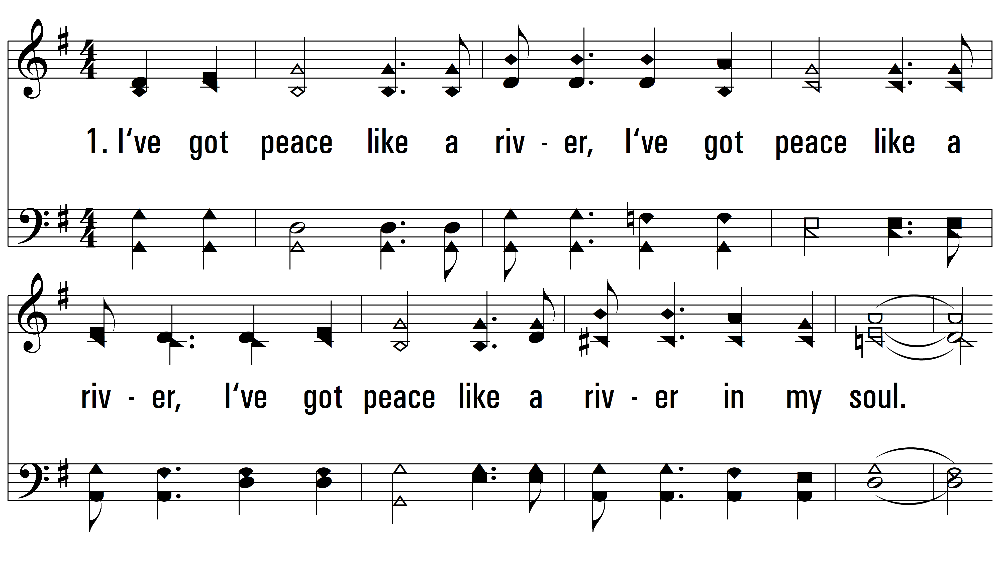 1. I‘ve got peace like a riv - er, I‘ve got peace like a
riv - er, I‘ve got peace like a riv - er in my soul.